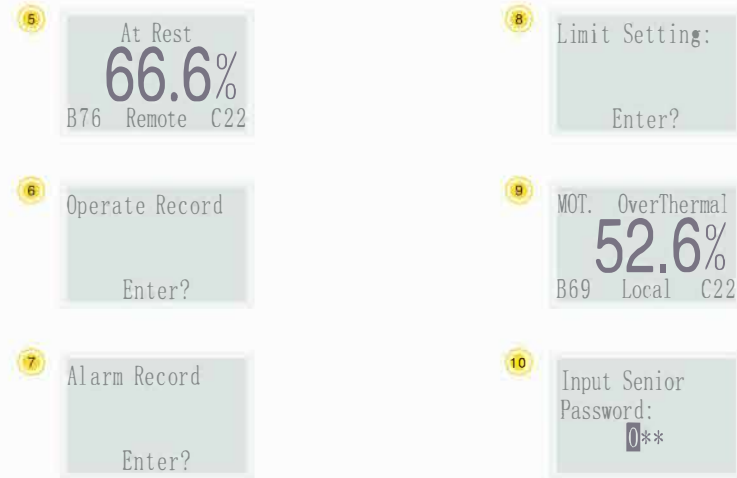 5
At Rest
66.6%
B76 Remote C22
6
Operate Record
Enter?
7
Alarm Record
Enter?
8
Limit Setting:
Enter?
9
MOT. OverThermal
52.6%
B69 Local C22
10
Input Senior
Password:
0**